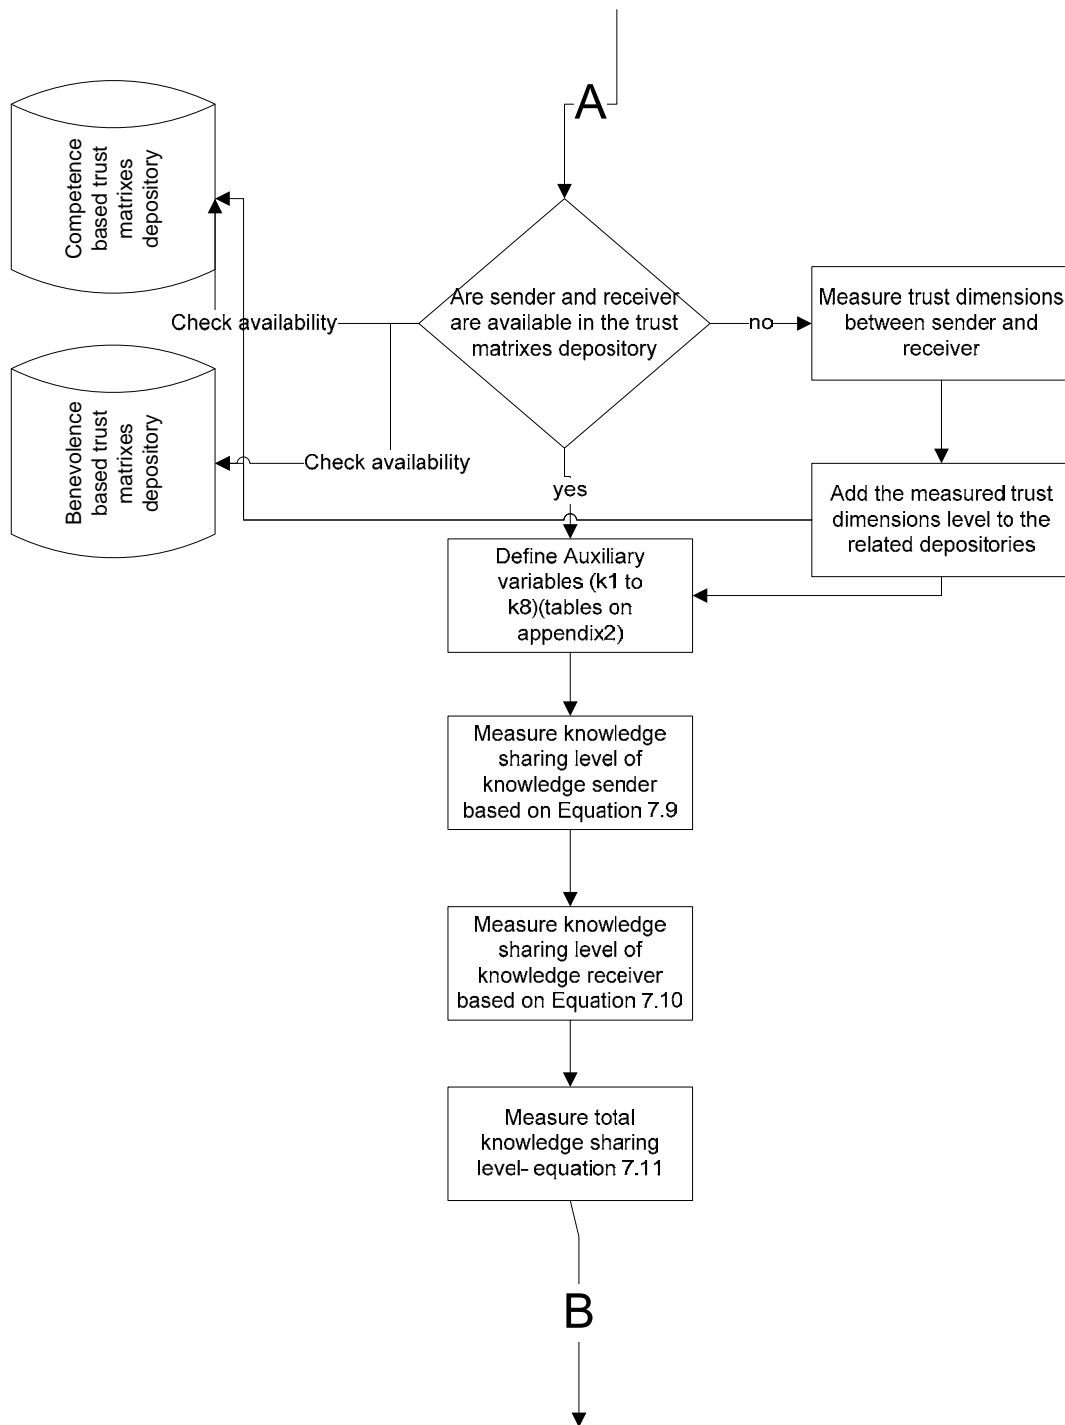 A
Competence
based trust
matrixes
depository
Are sender and receiver
are available in the trust
matrixes depository
no
Measure trust dimensions
between sender and
receiver
Check availability
Benevolence
based trust
matrixes
depository
Check availability
yes
Add the measured trust
dimensions level to the
related depositories
Define Auxiliary
variables (k1 to
k8)(tables on
appendix2)
Measure knowledge
sharing level of
knowledge sender
based on Equation 7.9
Measure knowledge
sharing level of
knowledge receiver
based on Equation 7.10
Measure total
knowledge sharing
level- equation 7.11
B